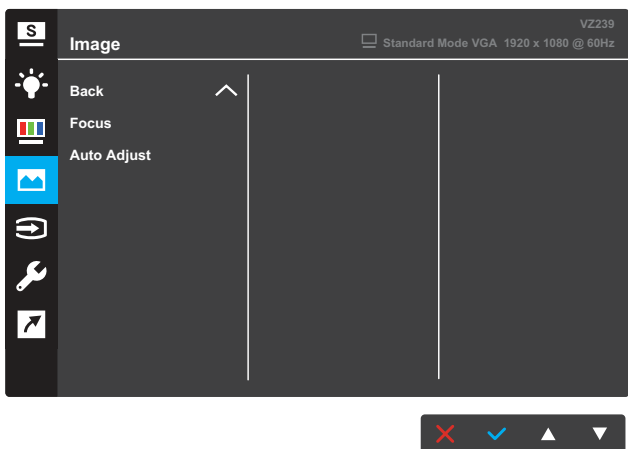 S
VZ239
Image
Standard Mode VGA 1920 x 1080 @ 60Hz
Back
Focus
Auto Adjust